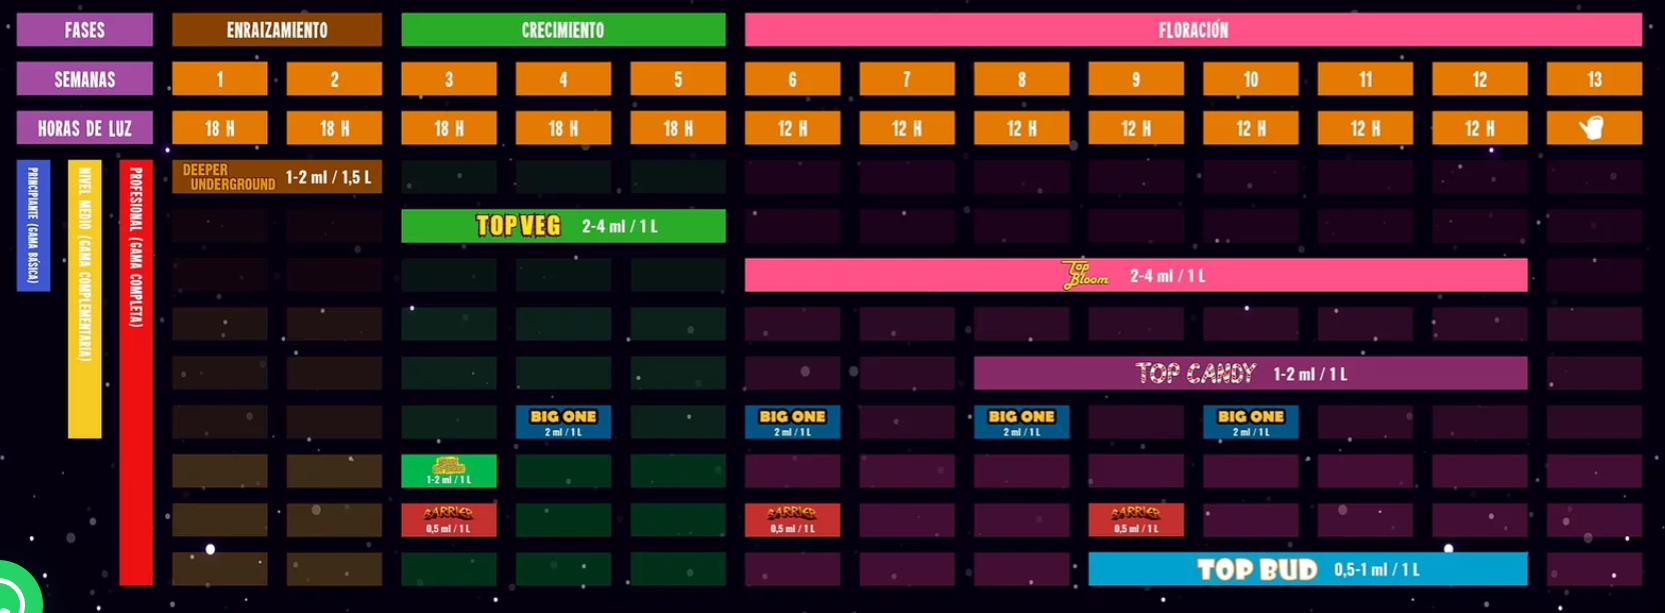 FASES ENRAIZAMIENTO CRECIMIENTO FLORACIÓN
SEMANAS 1 2 3 4 5 6 7 8 9 10 11 12 13
HORAS DE LUZ 18 H 18 H 18 H 18 H 18 H 12 H 12 H 12 H 12 H 12 H 12 H 12 H
PRINCIPIANTE (GAMA BÁSICA)
NIVEL MEDIO (GAMA COMPLEMENTARIA)
PROFESIONAL (GAMA COMPLETA)
DEEPER
UNDERGROUND 1-2 ml / 1,5 L
TOPVEG 2-4 ml / 1 L
Top
Bloom 2-4 ml / 1 L
TOP CANDY 1-2 ml / 1 L
BIG ONE BIG ONE BIG ONE BIG ONE
2 ml / 1 L 2 ml / 1 L 2 ml / 1 L 2 ml / 1 L
1-2 ml / 1 L
BARRIER BARRIER BARRIER
0,5 ml / 1 L 0,5 ml / 1 L 0,5 ml / 1 L
TOP BUD 0,5-1 ml / 1 L